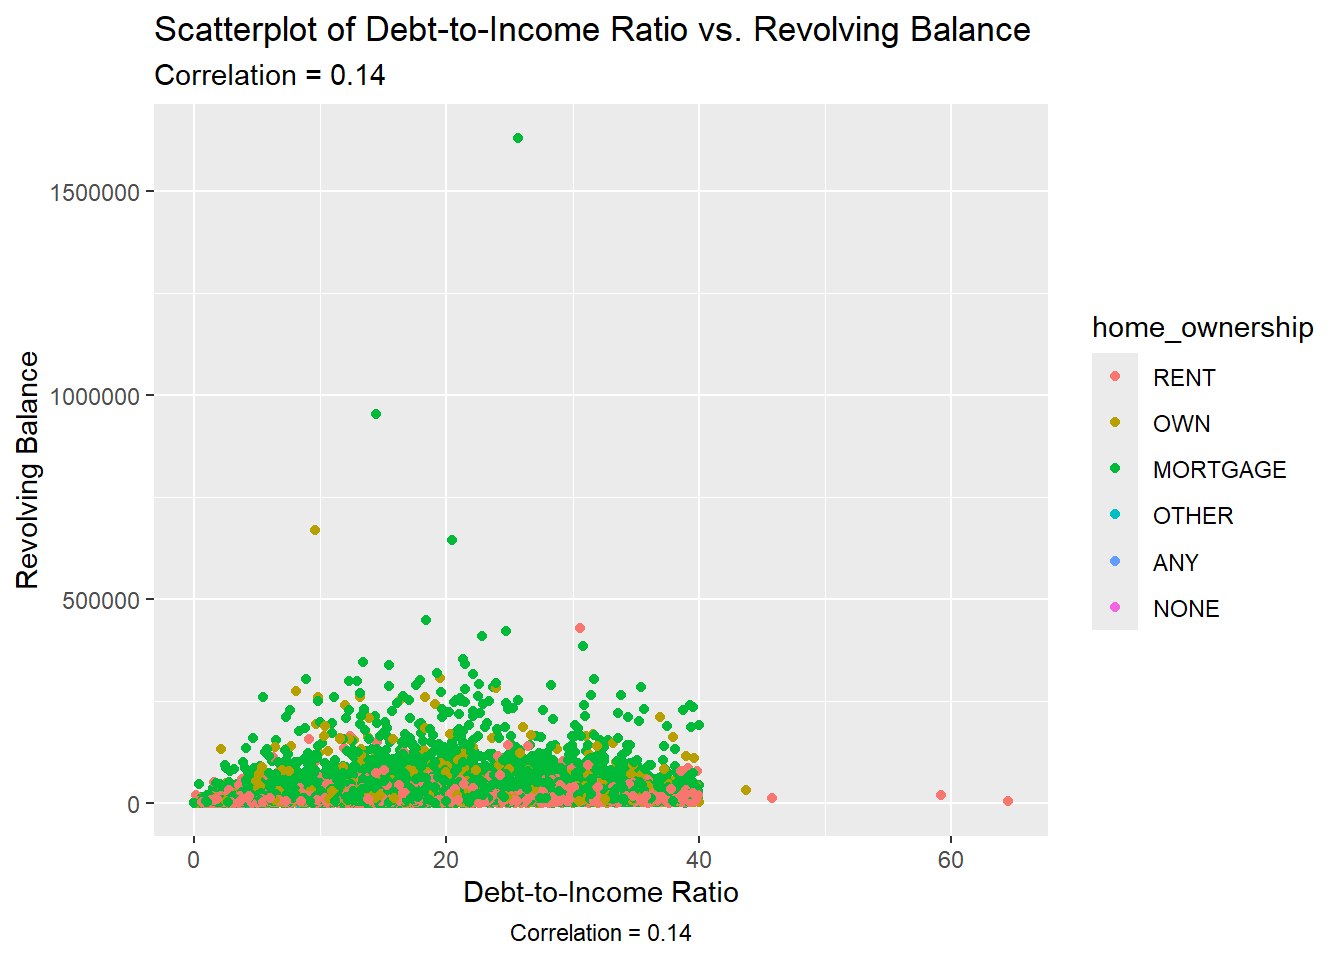 Scatterplot of Debt-to-Income Ratio vs. Revolving Balance
Correlation = 0.14
Revolving Balance
1500000
1000000
500000
0
0 20 40 60
Debt-to-Income Ratio
Correlation = 0.14
home_ownership
RENT
OWN
MORTGAGE
OTHER
ANY
NONE